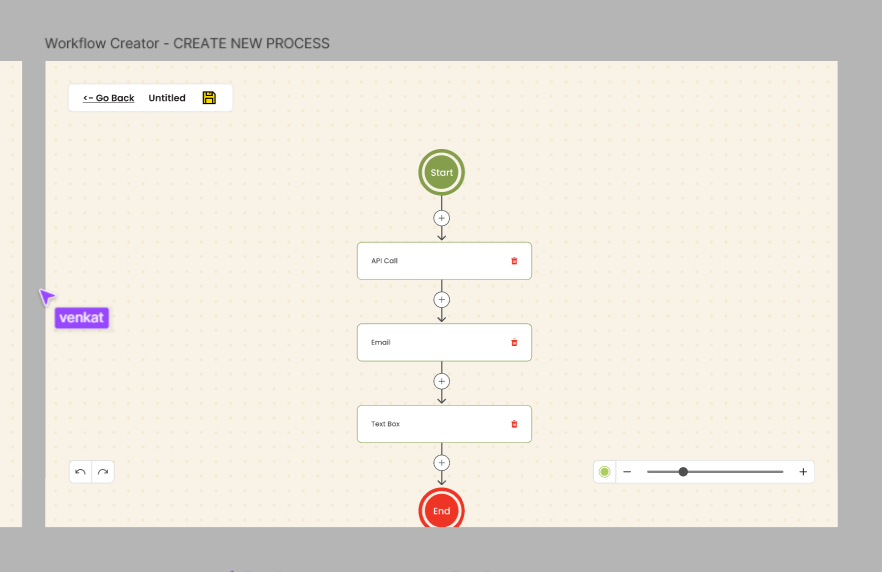 Workflow Creator - CREATE NEW PROCESS
<- Go Back Untitled
Start
+
API Call
+
venkat
Email
+
Text Box
+
− +
End